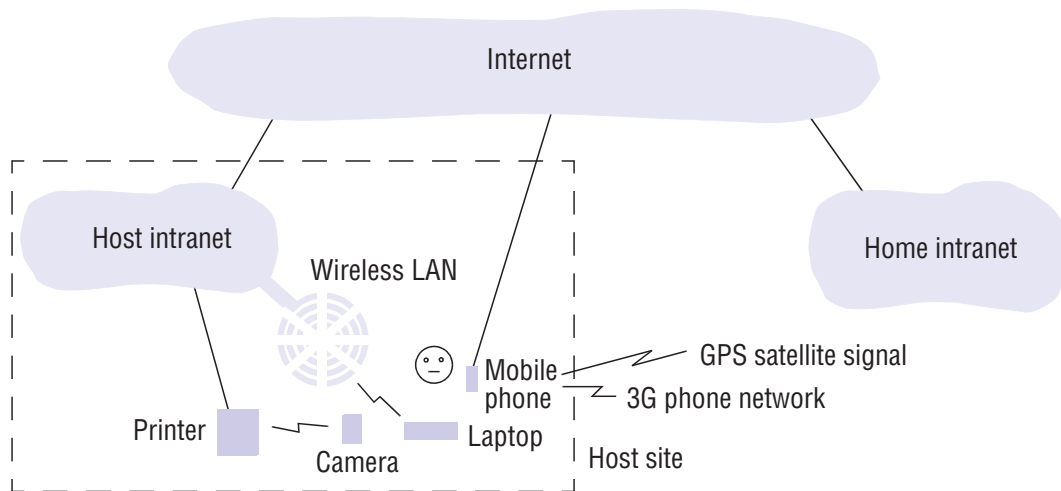 Internet
Host intranet
Wireless LAN
Home intranet
Mobile
phone
GPS satellite signal
3G phone network
Printer
Camera
Laptop
Host site